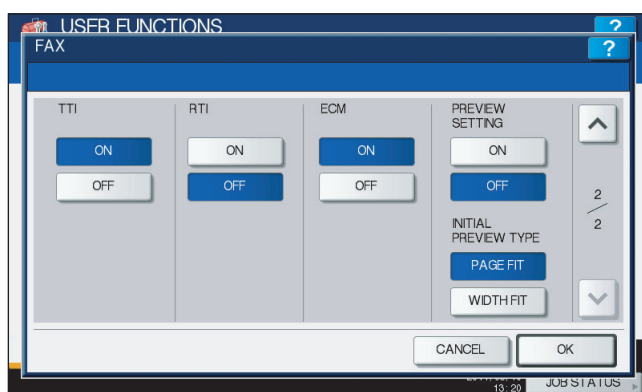 USER FUNCTIONS
?
FAX
?
TTI
ON
OFF
RTI
ON
OFF
ECM
ON
OFF
PREVIEW
SETTING
ON
OFF
INITIAL
PREVIEW TYPE
PAGE FIT
WIDTH FIT
2
2
CANCEL
OK
13:20
JOB STATUS